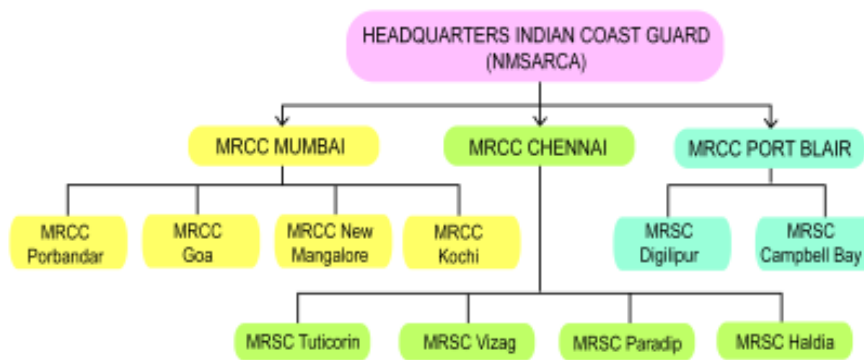 HEADQUARTERS INDIAN COAST GUARD
(NMSARCA)
MRCC MUMBAI
MRCC CHENNAI
MRCC PORT BLAIR
MRCC
Porbandar
MRCC
Goa
MRCC New
Mangalore
MRCC
Kochi
MRSC
Digilipur
MRSC
Campbell Bay
MRSC Tuticorin
MRSC Vizag
MRSC Paradip
MRSC Haldia